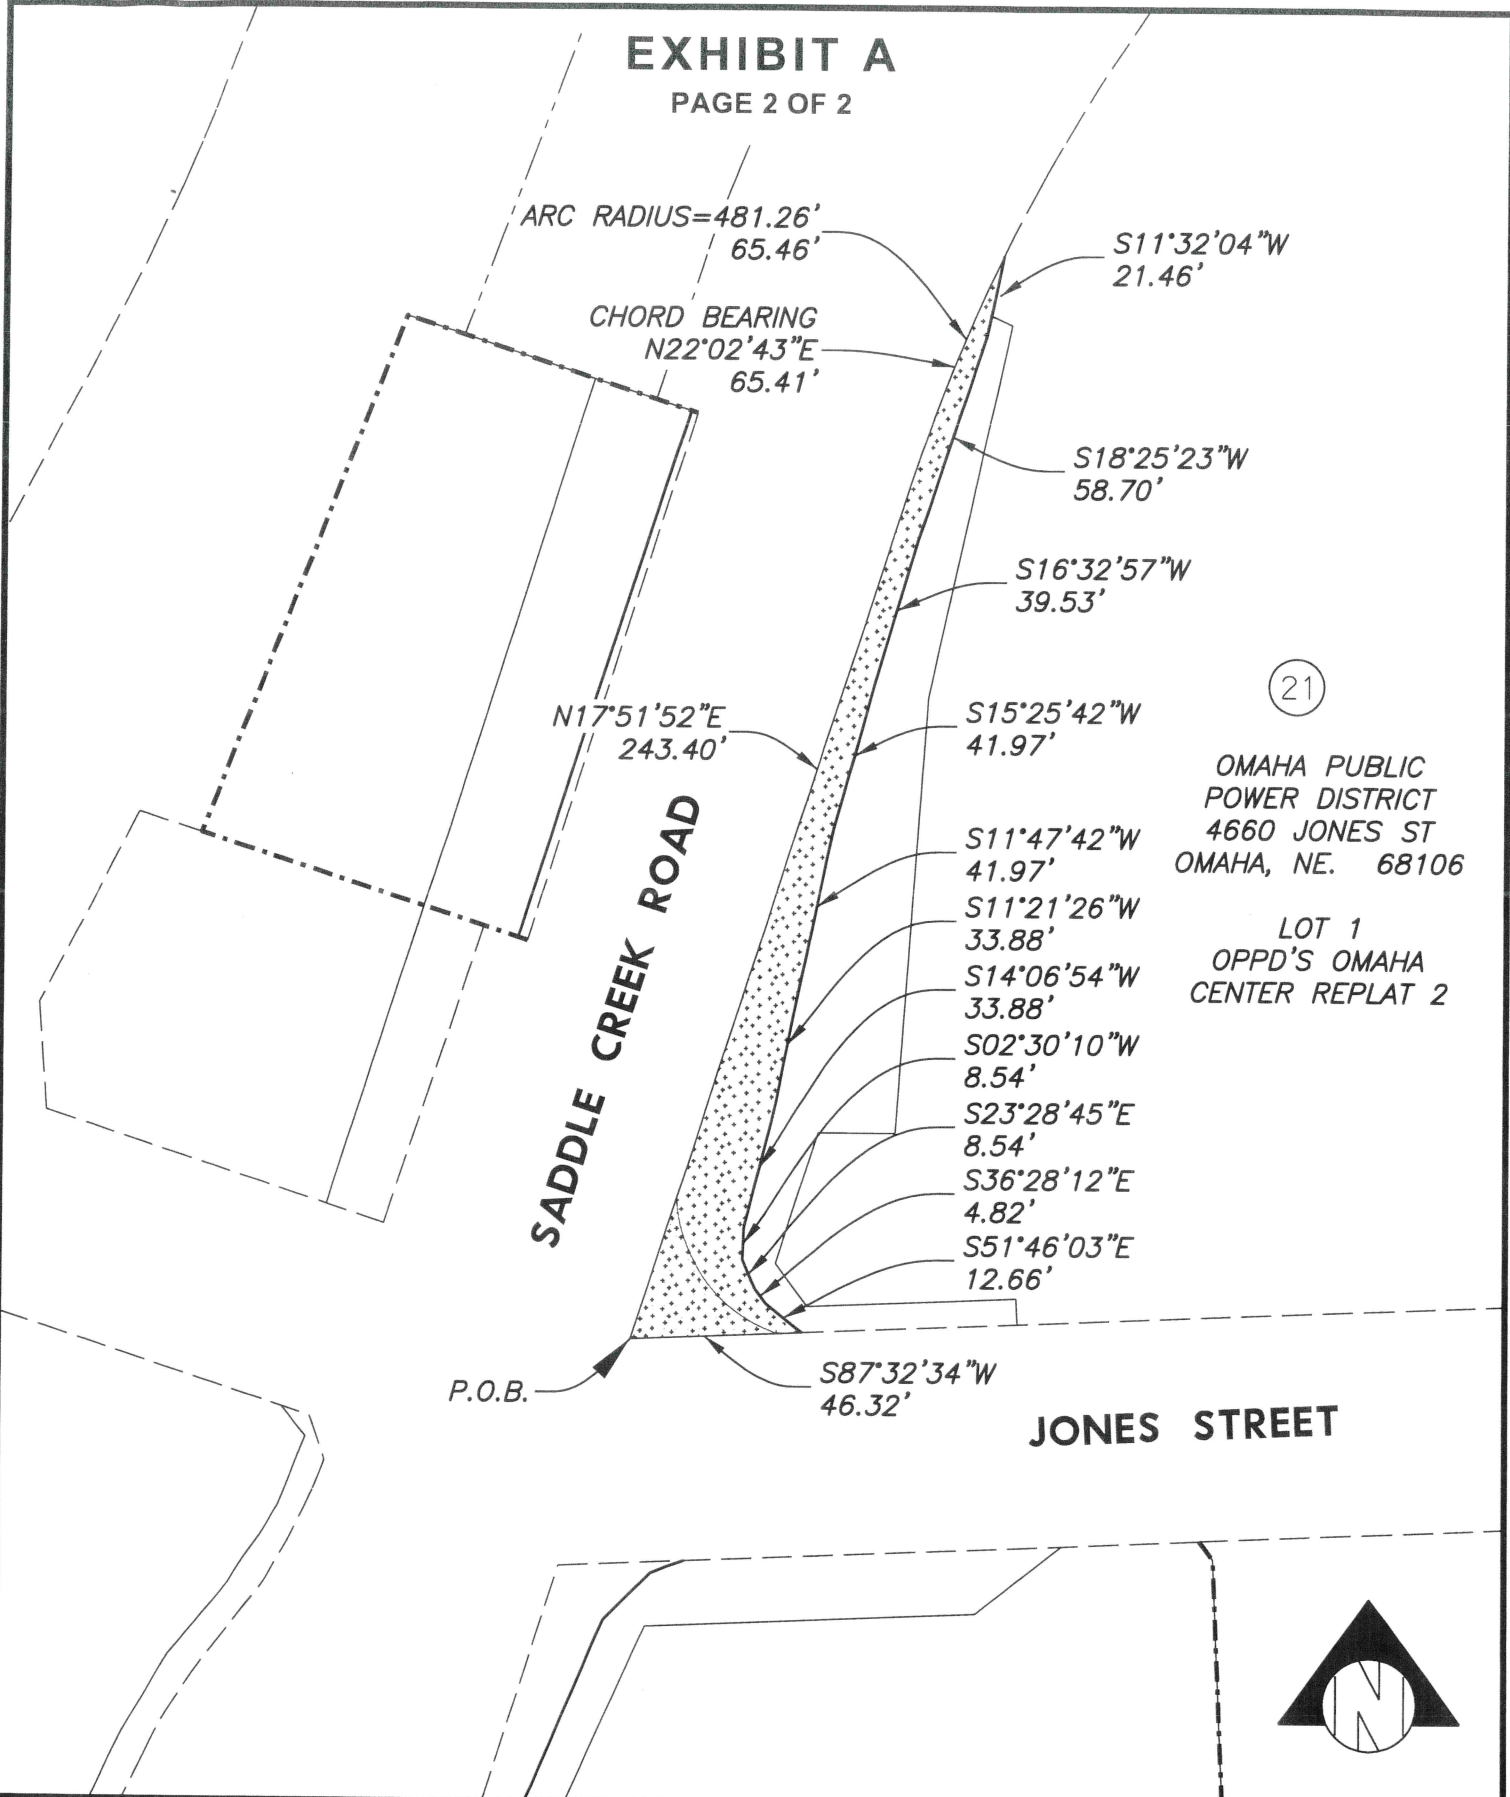 EXHIBIT A
PAGE 2 OF 2
ARC RADIUS=481.26'
65.46'
CHORD BEARING
N22°02'43"E
65.41'
S11°32'04"W
21.46'
S18°25'23"W
58.70'
S16°32'57"W
39.53'
N17°51'52"E
243.40'
S15°25'42"W
41.97'
S11°47'42"W
41.97'
S11°21'26"W
33.88'
S14°06'54"W
33.88'
S02°30'10"W
8.54'
S23°28'45"E
8.54'
S36°28'12"E
4.82'
S51°46'03"E
12.66'
21
OMAHA PUBLIC
POWER DISTRICT
4660 JONES ST
OMAHA, NE. 68106
LOT 1
OPPD'S OMAHA
CENTER REPLAT 2
SADDLE CREEK ROAD
P.O.B.
S87°32'34"W
46.32'
JONES STREET
N